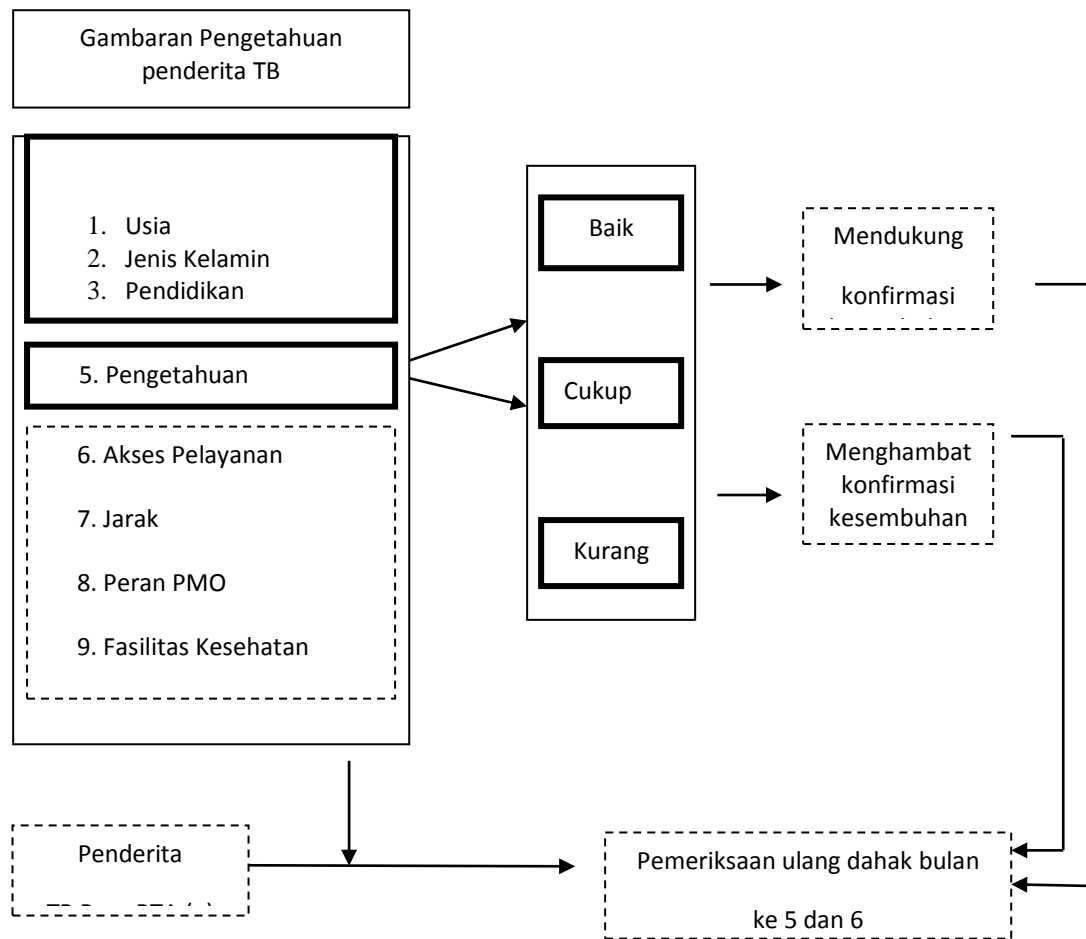 Gambaran Pengetahuan
penderita TB
1. Usia
2. Jenis Kelamin
3. Pendidikan
5. Pengetahuan
6. Akses Pelayanan
7. Jarak
8. Peran PMO
9. Fasilitas Kesehatan
Baik
Cukup
Kurang
Mendukung
konfirmasi
Menghambat
konfirmasi
kesembuhan
Penderita
Pemeriksaan ulang dahak bulan
ke 5 dan 6